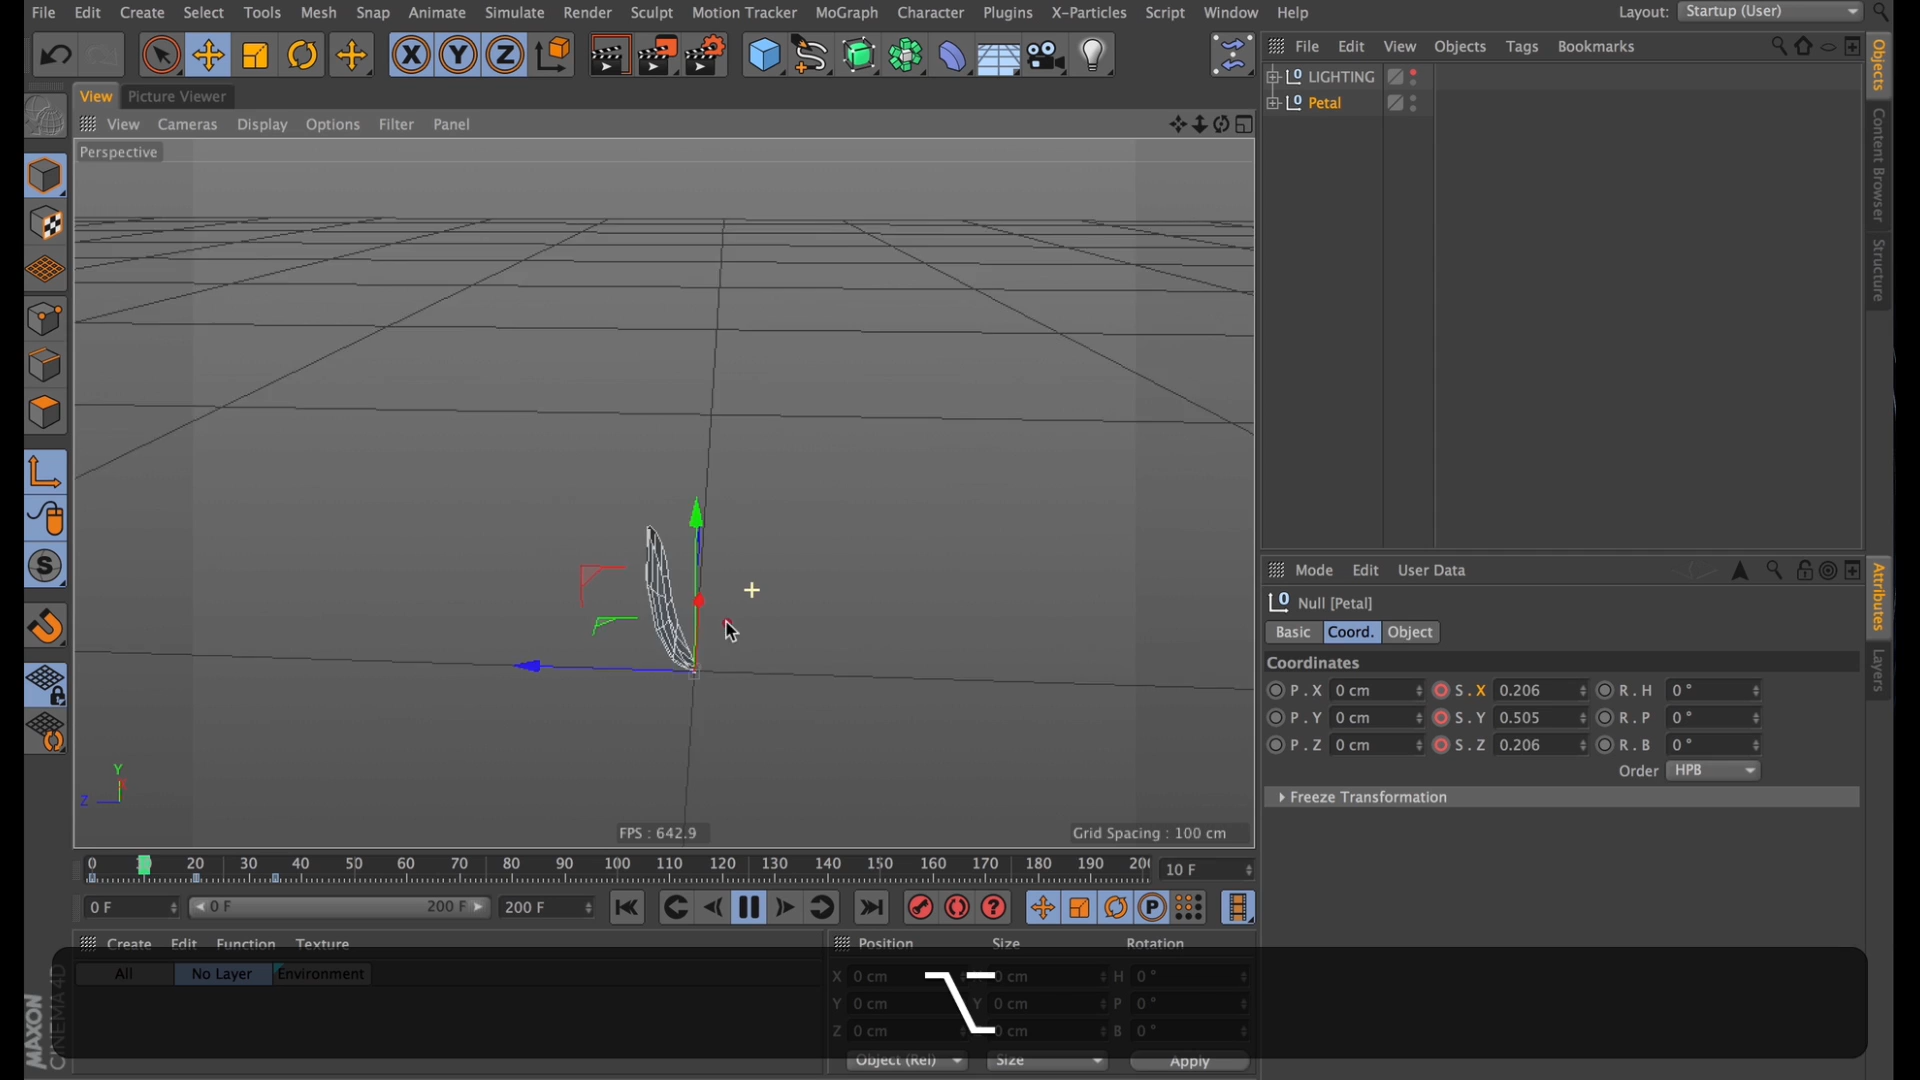 File Edit Create Select Tools Mesh Snap Animate Simulate Render Sculpt Motion Tracker MoGraph Character Plugins X-Particles Script Window Help Layout: Startup (User)
X Y Z
File Edit View Objects Tags Bookmarks
LIGHTING
Petal
View Picture Viewer
View Cameras Display Options Filter Panel
Perspective
Objects
Content Browser
Structure
Mode Edit User Data
Null [Petal]
Basic Coord. Object
Coordinates
P . X 0 cm S . X 0.206 R . H 0 °
P . Y 0 cm S . Y 0.505 R . P 0 °
P . Z 0 cm S . Z 0.206 R . B 0 °
Order HPB
Freeze Transformation
Attributes
Layers
S
Y
Z
FPS : 642.9
Grid Spacing : 100 cm
0 20 30 40 50 60 70 80 90 100 110 120 130 140 150 160 170 180 190 10 F
0 F 0 F 200 F 200 F P
Create Edit Function Texture
All No Layer Environment
Position Size Rotation
X 0 cm 0 cm H 0 °
Y 0 cm Y 0 cm P 0 °
Z 0 cm 0 cm B 0 °
Object (Rel) Size Apply
MAXON
CINEMA 4D